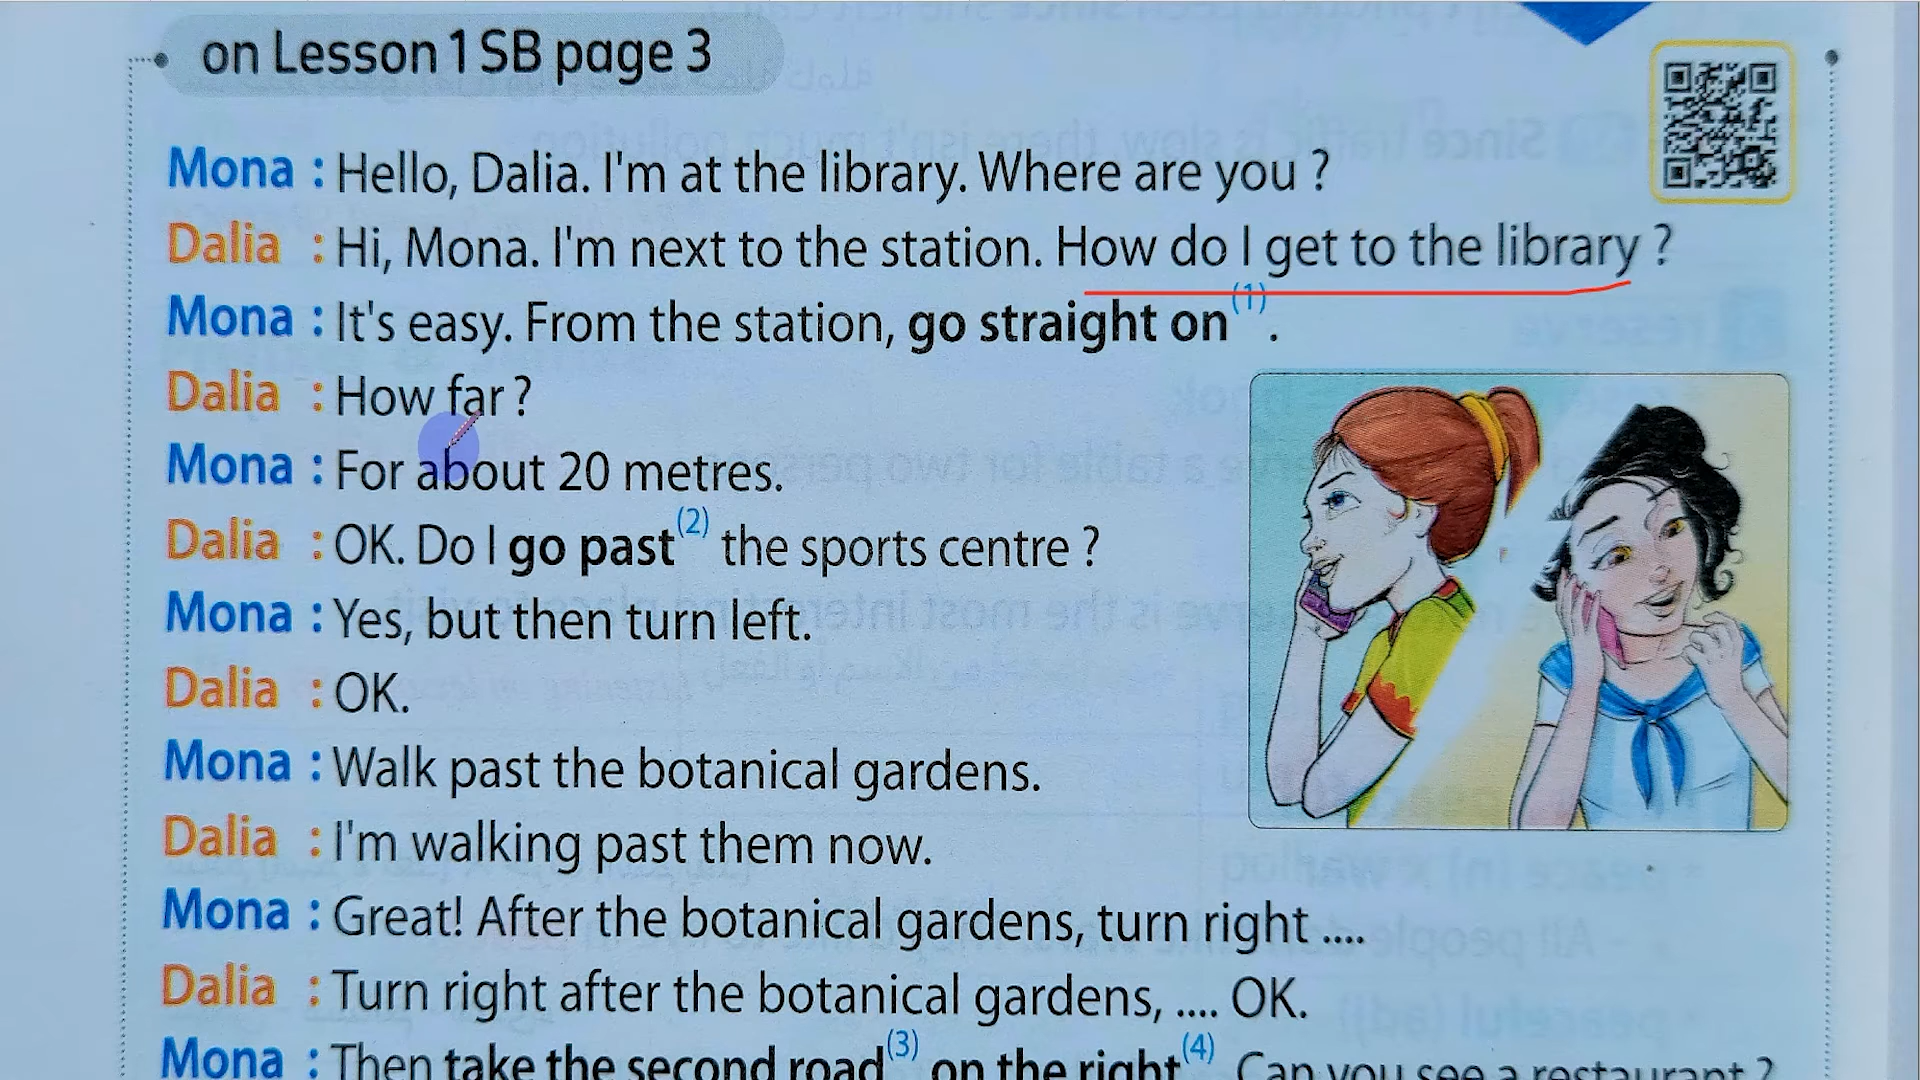 on Lesson 1 SB page 3
Mona : Hello, Dalia. I'm at the library. Where are you ?
Dalia : Hi, Mona. I'm next to the station. How do I get to the library ?
Mona : It's easy. From the station, go straight on(1).
Dalia : How far ?
Mona : For about 20 metres.
Dalia : OK. Do I go past(2) the sports centre ?
Mona : Yes, but then turn left.
Dalia : OK.
Mona : Walk past the botanical gardens.
Dalia : I'm walking past them now.
Mona : Great! After the botanical gardens, turn right ....
Dalia : Turn right after the botanical gardens, .... OK.
Mona : Then take the second road(3) on the right(4). Can you see a restaurant ?